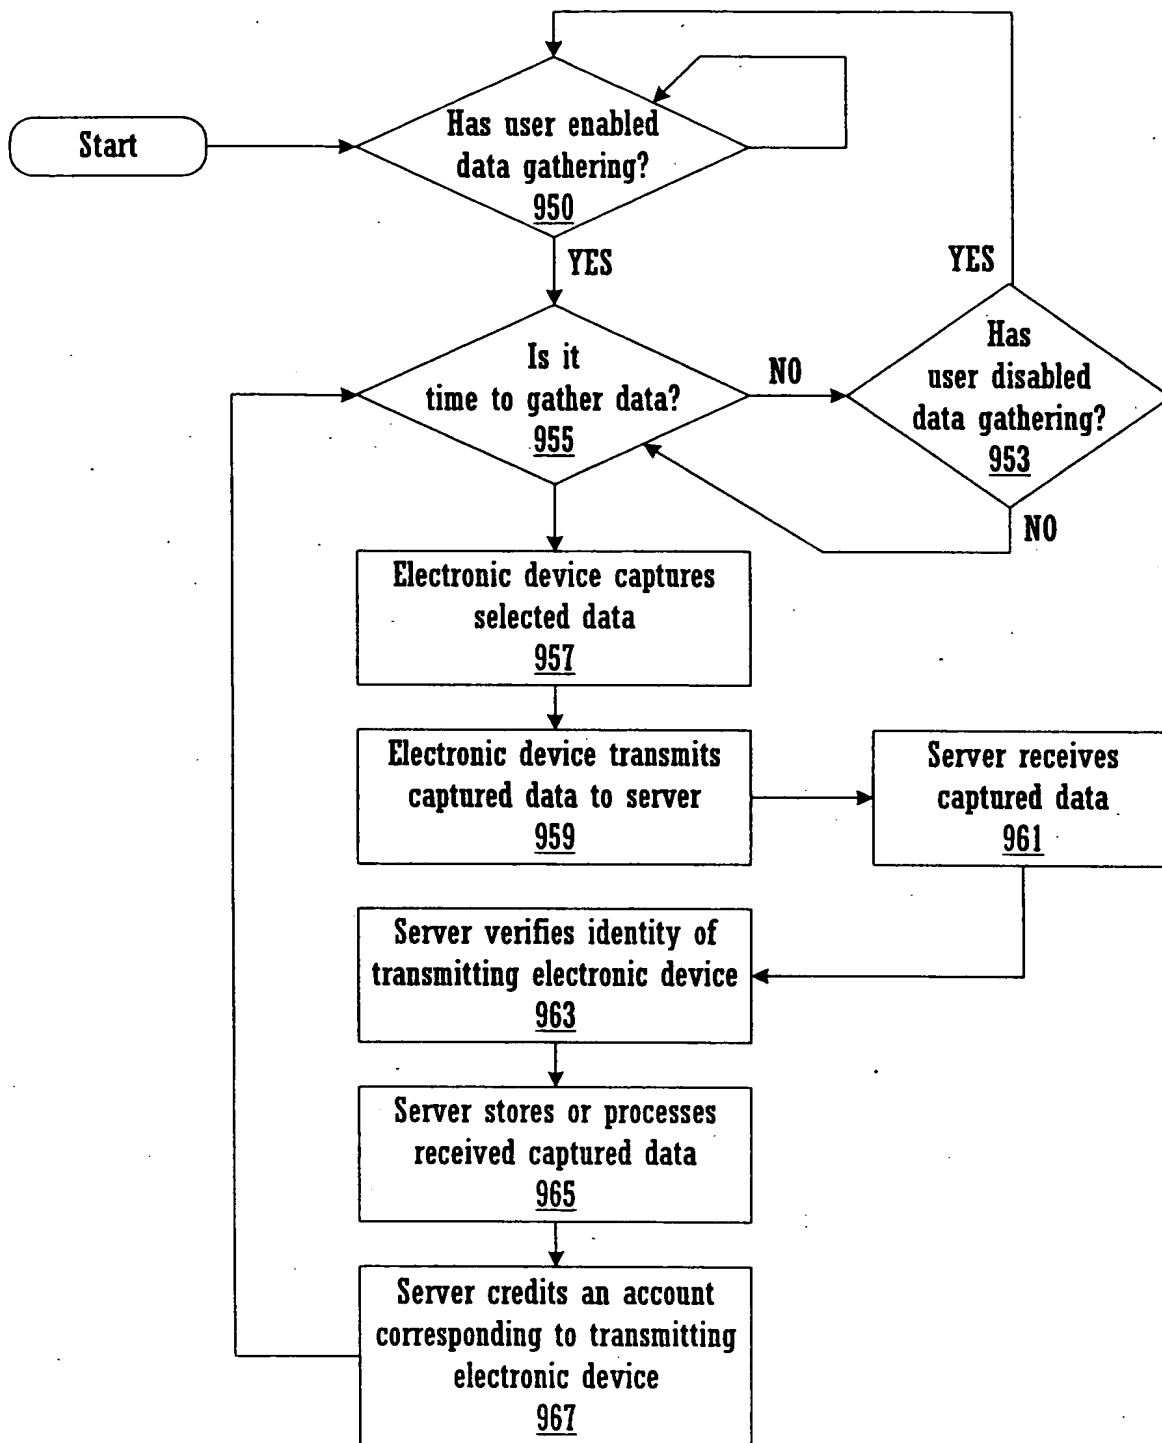 Start
Has user enabled
data gathering?
950
YES
YES
Is it
time to gather data?
955
NO
Has
user disabled
data gathering?
953
NO
Electronic device captures
selected data
957
Electronic device transmits
captured data to server
959
Server receives
captured data
961
Server verifies identity of
transmitting electronic device
963
Server stores or processes
received captured data
965
Server credits an account
corresponding to transmitting
electronic device
967